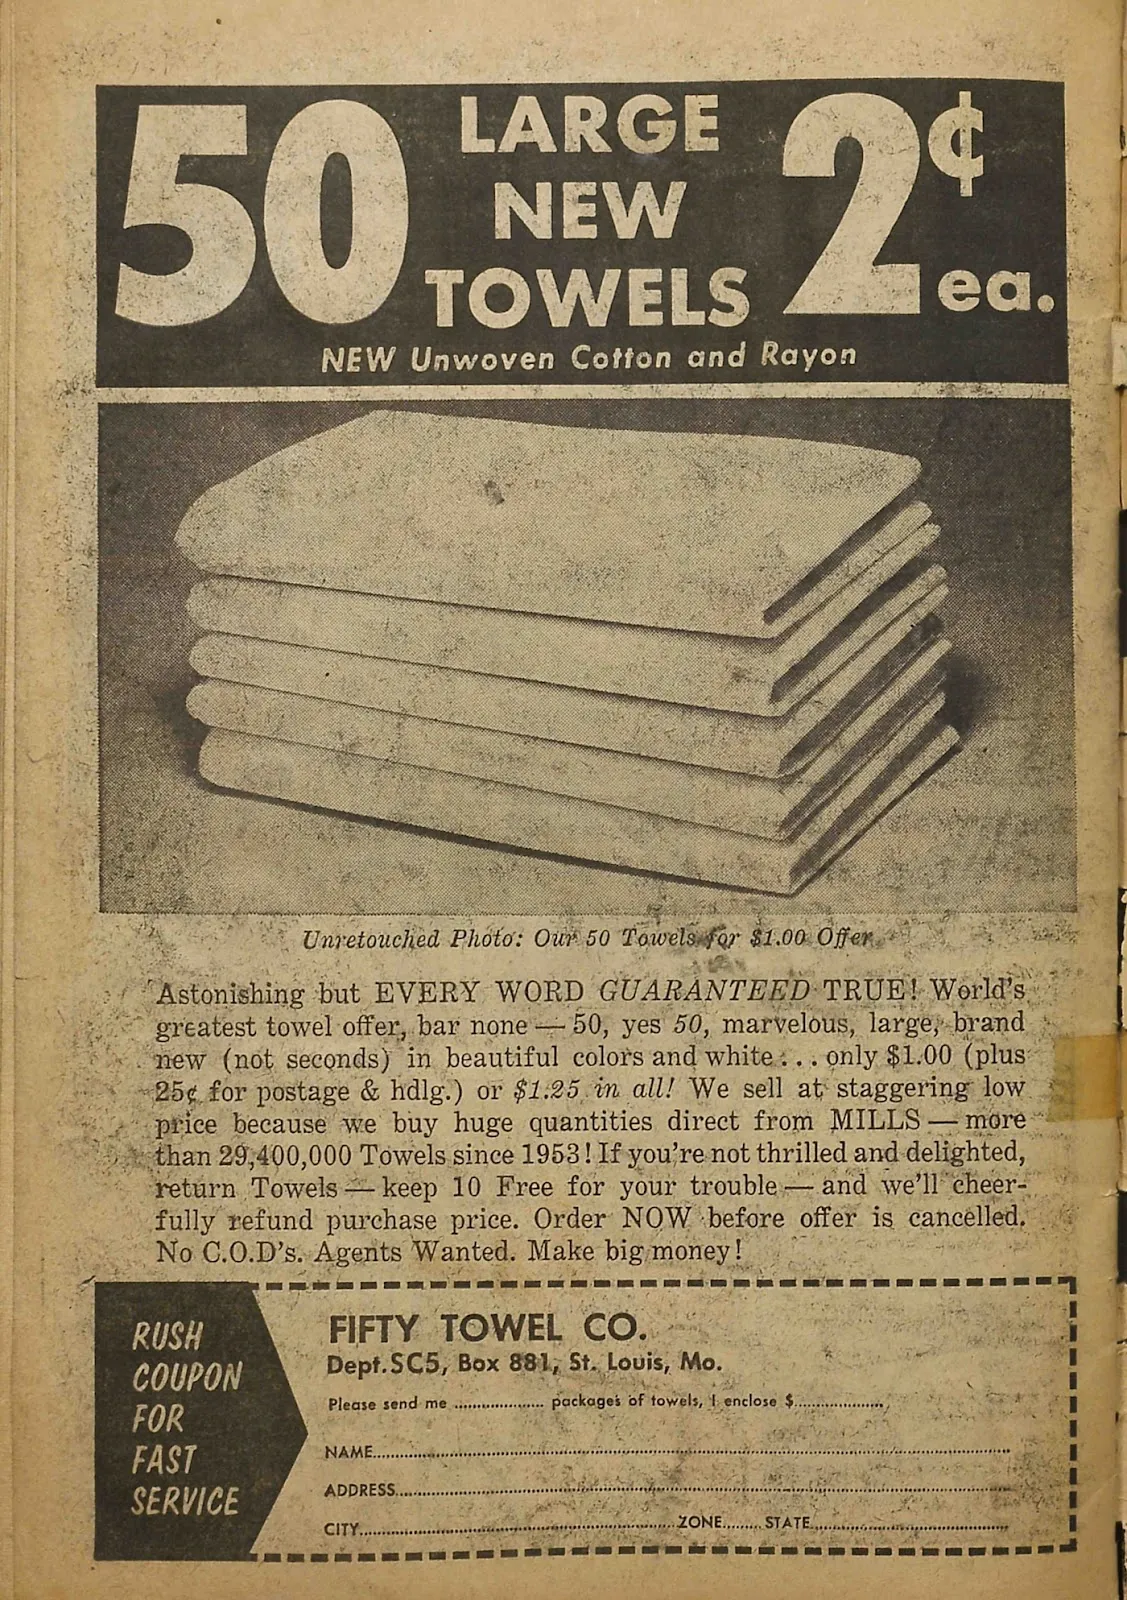 50 LARGE NEW TOWELS 2¢ ea.
NEW Unwoven Cotton and Rayon
Unretouched Photo: Our 50 Towels for $1.00 Offer
Astonishing but EVERY WORD GUARANTEED TRUE! World's
greatest towel offer, bar none — 50, yes 50, marvelous, large, brand
new (not seconds) in beautiful colors and white . . . only $1.00 (plus
25¢ for postage & hdlg.) or $1.25 in all! We sell at staggering low
price because we buy huge quantities direct from MILLS — more
than 29,400,000 Towels since 1953! If you're not thrilled and delighted,
return Towels — keep 10 Free for your trouble — and we'll cheer-
fully refund purchase price. Order NOW before offer is cancelled.
No C.O.D's. Agents Wanted. Make big money!
RUSH
COUPON
FOR
FAST
SERVICE
FIFTY TOWEL CO.
Dept.SC5, Box 881, St. Louis, Mo.
Please send me .................... packages of towels, I enclose $....................
NAME....................
ADDRESS....................
CITY....................ZONE........STATE....................